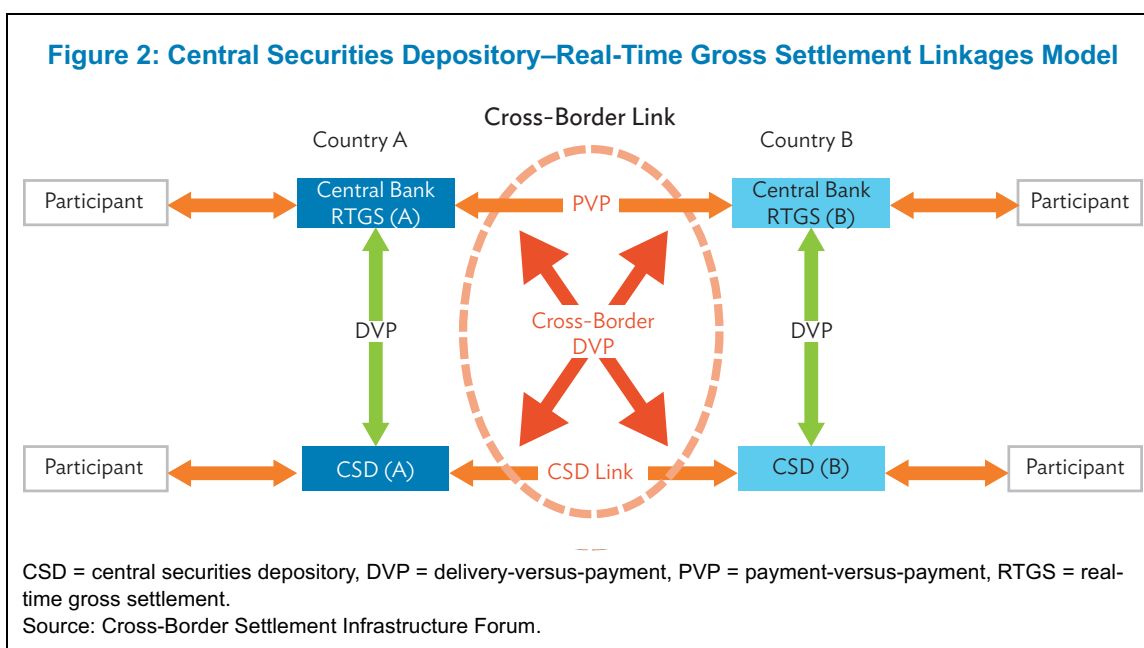 Figure 2: Central Securities Depository–Real-Time Gross Settlement Linkages Model
Cross-Border Link
Country A
Country B
Participant
Central Bank
RTGS (A)
PVP
Central Bank
RTGS (B)
Participant
DVP
Cross-Border
DVP
DVP
Participant
CSD (A)
CSD Link
CSD (B)
Participant
CSD = central securities depository, DVP = delivery-versus-payment, PVP = payment-versus-payment, RTGS = real-
time gross settlement.
Source: Cross-Border Settlement Infrastructure Forum.